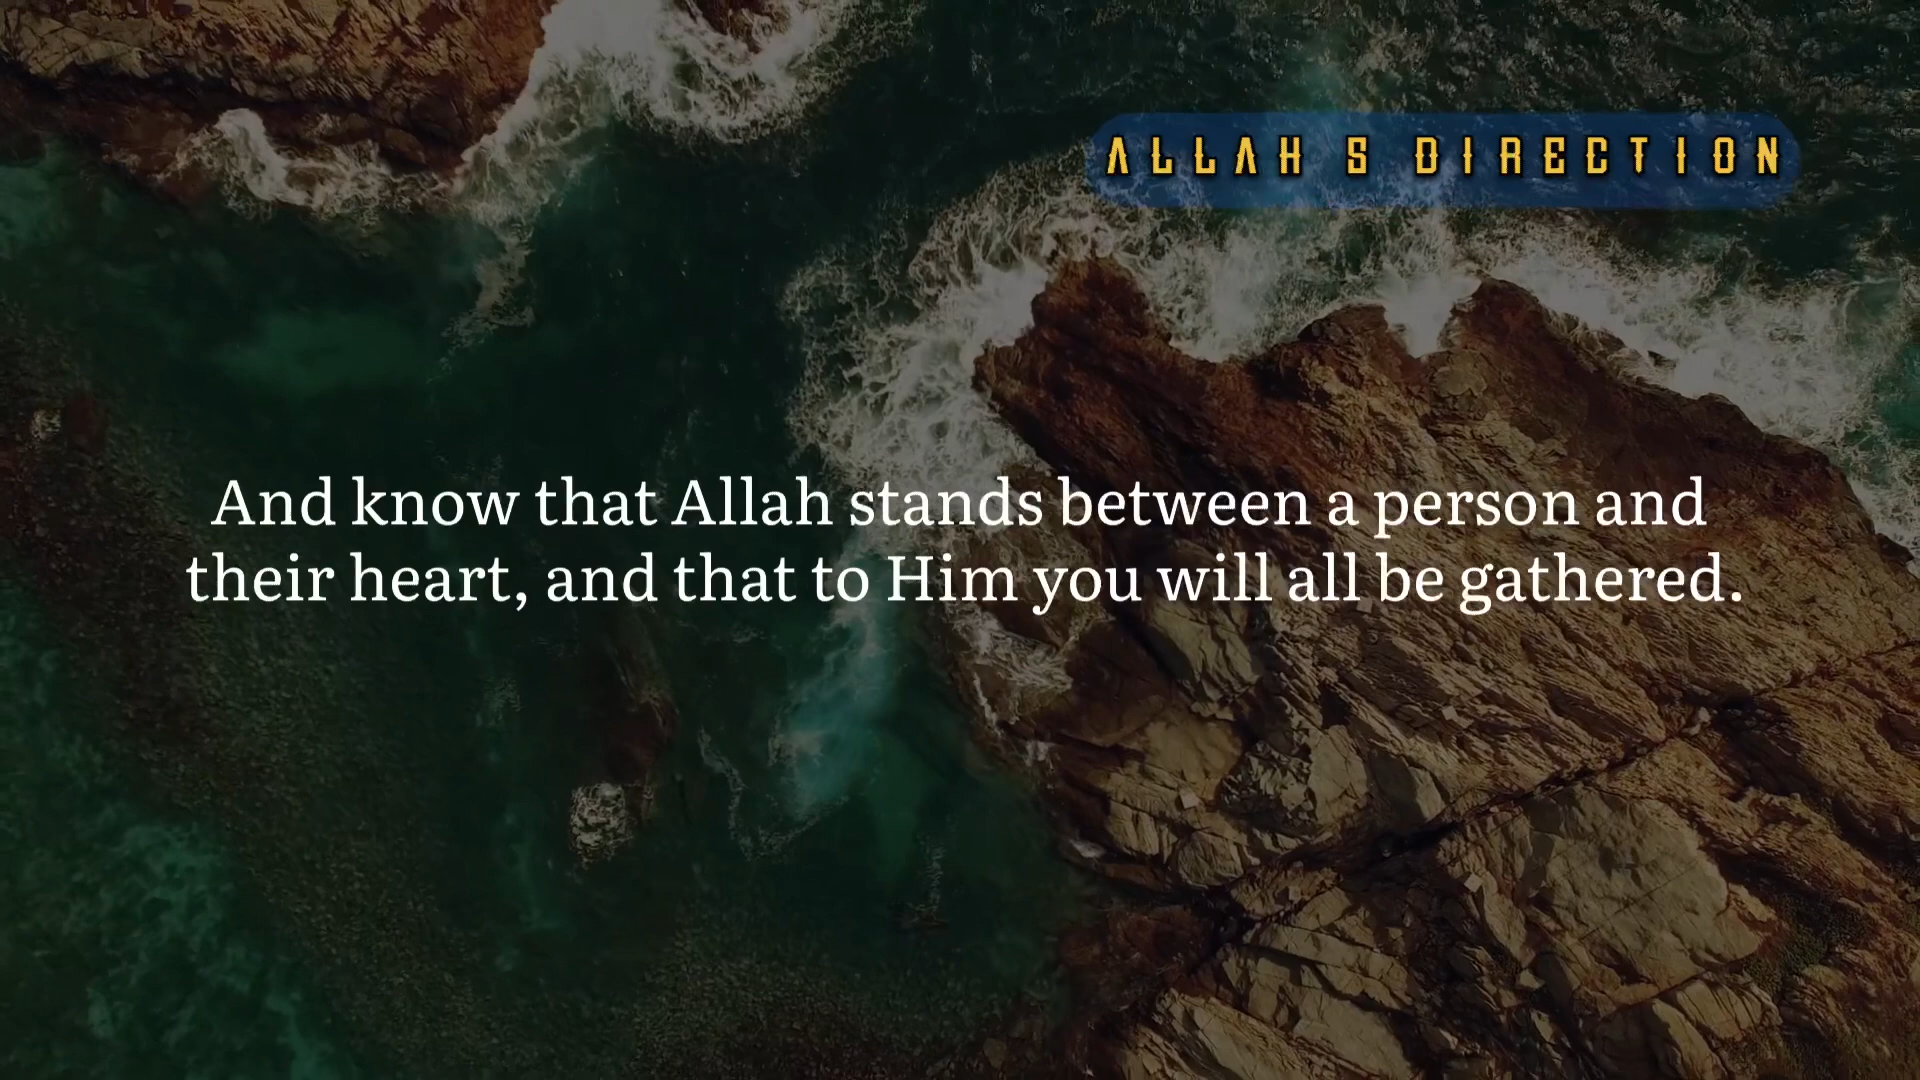 ALLAH S DIRECTION
And know that Allah stands between a person and
their heart, and that to Him you will all be gathered.